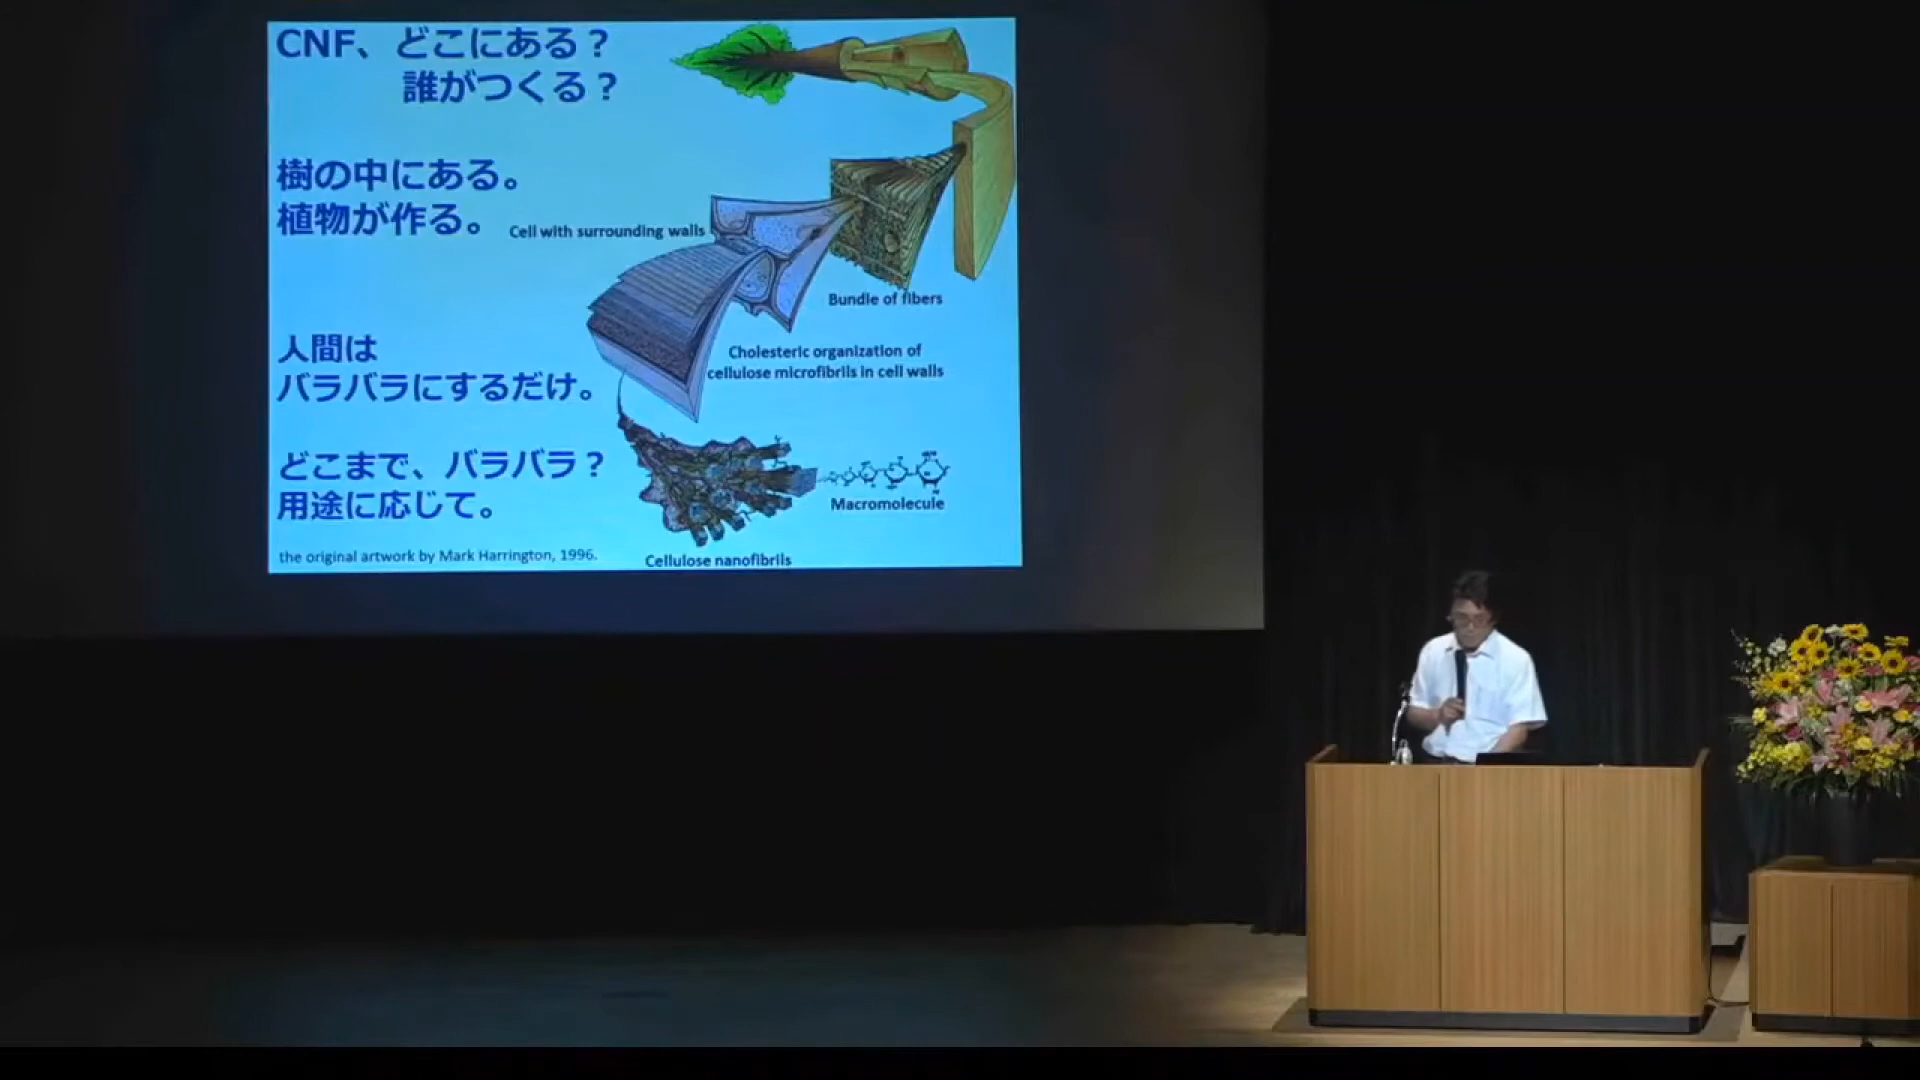 CNF、どこにある？
誰がつくる？
樹の中にある。
植物が作る。
Cell with surrounding walls
Bundle of fibers
人間は
バラバラにするだけ。
Cholesteric organization of
cellulose microfibrils in cell walls
どこまで、バラバラ？
用途に応じて。
Macromolecule
the original artwork by Mark Harrington, 1996.
Cellulose nanofibrils